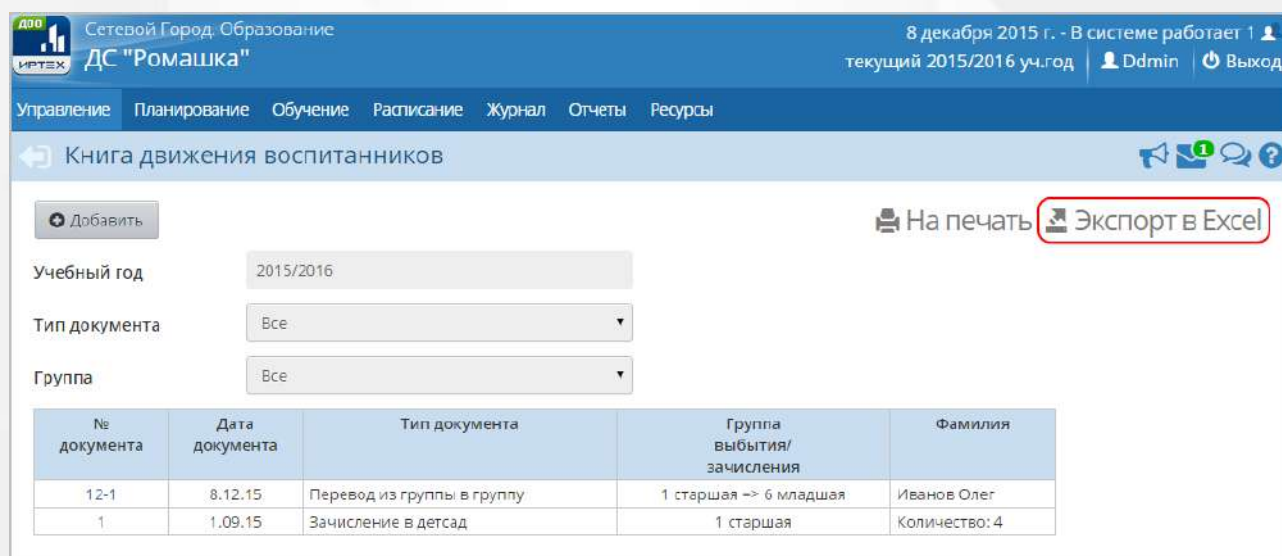 ДОО
ИРТЕХ
Сетевой Город. Образование
ДС "Ромашка"
8 декабря 2015 г. - В системе работает 1
текущий 2015/2016 уч.год Ddmin Выход
Управление Планирование Обучение Расписание Журнал Отчеты Ресурсы
Книга движения воспитанников
1
?
Добавить
На печать Экспорт в Excel
Учебный год 2015/2016
Тип документа Все
Группа Все
№ документа Дата документа Тип документа Группа выбытия/ зачисления Фамилия
12-1 8.12.15 Перевод из группы в группу 1 старшая => 6 младшая Иванов Олег
1 1.09.15 Зачисление в детсад 1 старшая Количество: 4